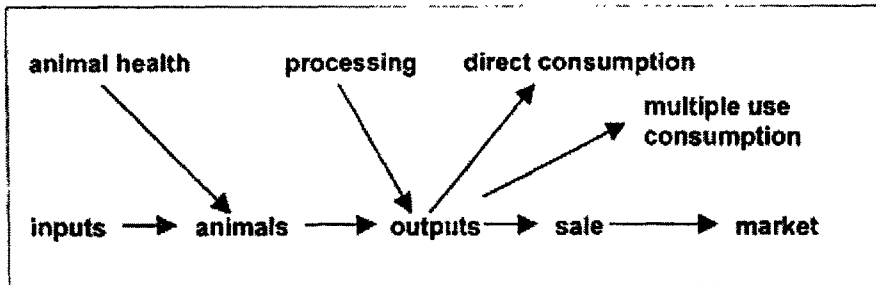 animal health processing direct consumption
multiple use
consumption
inputs animals outputs sale market